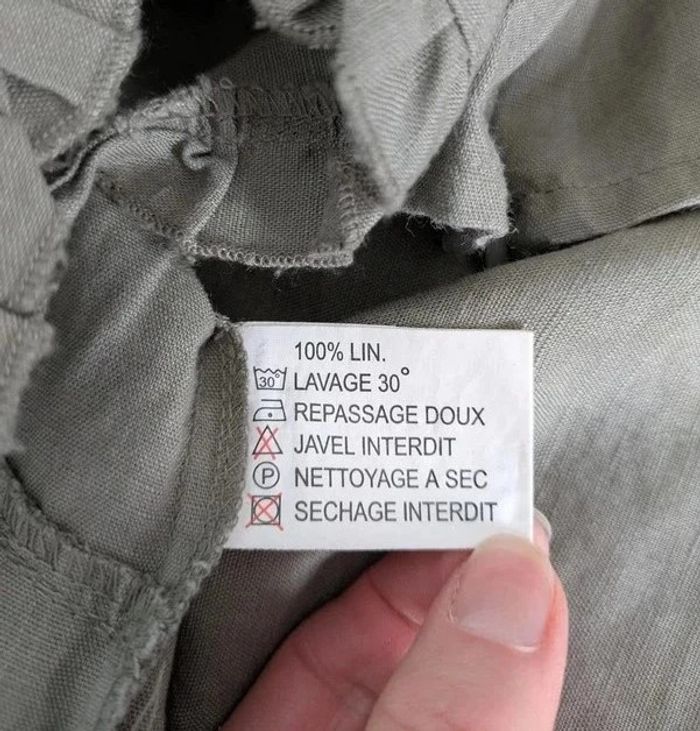 100% LIN.
30° LAVAGE 30°
REPASSAGE DOUX
JAVEL INTERDIT
P NETTOYAGE A SEC
SECHAGE INTERDIT